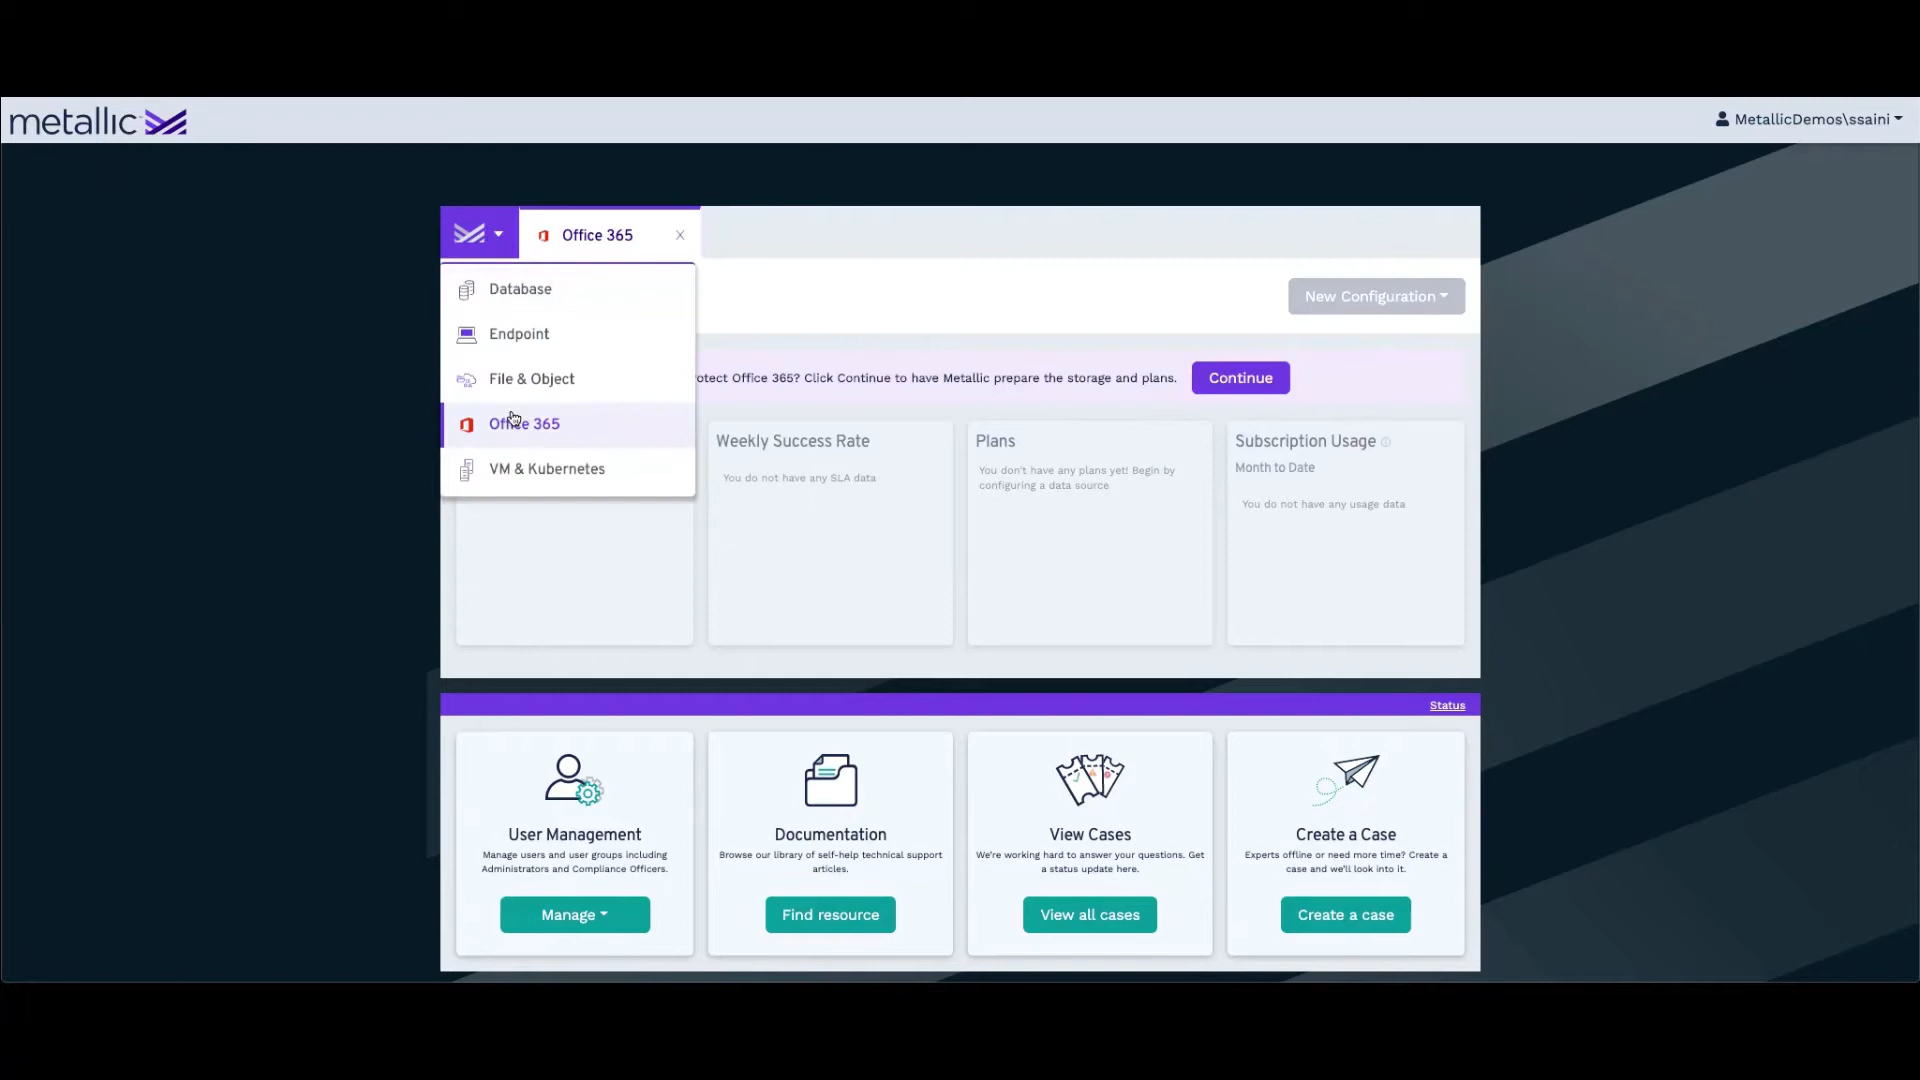 metallic
MetallicDemos\ssaini
Office 365
X
Database
Endpoint
File & Object
Office 365
VM & Kubernetes
New Configuration
otect Office 365? Click Continue to have Metallic prepare the storage and plans.
Continue
Weekly Success Rate
You do not have any SLA data
Plans
You don't have any plans yet! Begin by
configuring a data source
Subscription Usage
Month to Date
You do not have any usage data
Status
User Management
Manage users and user groups including
Administrators and Compliance Officers.
Manage
Documentation
Browse our library of self-help technical support
articles.
Find resource
View Cases
We're working hard to answer your questions. Get
a status update here.
View all cases
Create a Case
Experts offline or need more time? Create a
case and we'll look into it.
Create a case